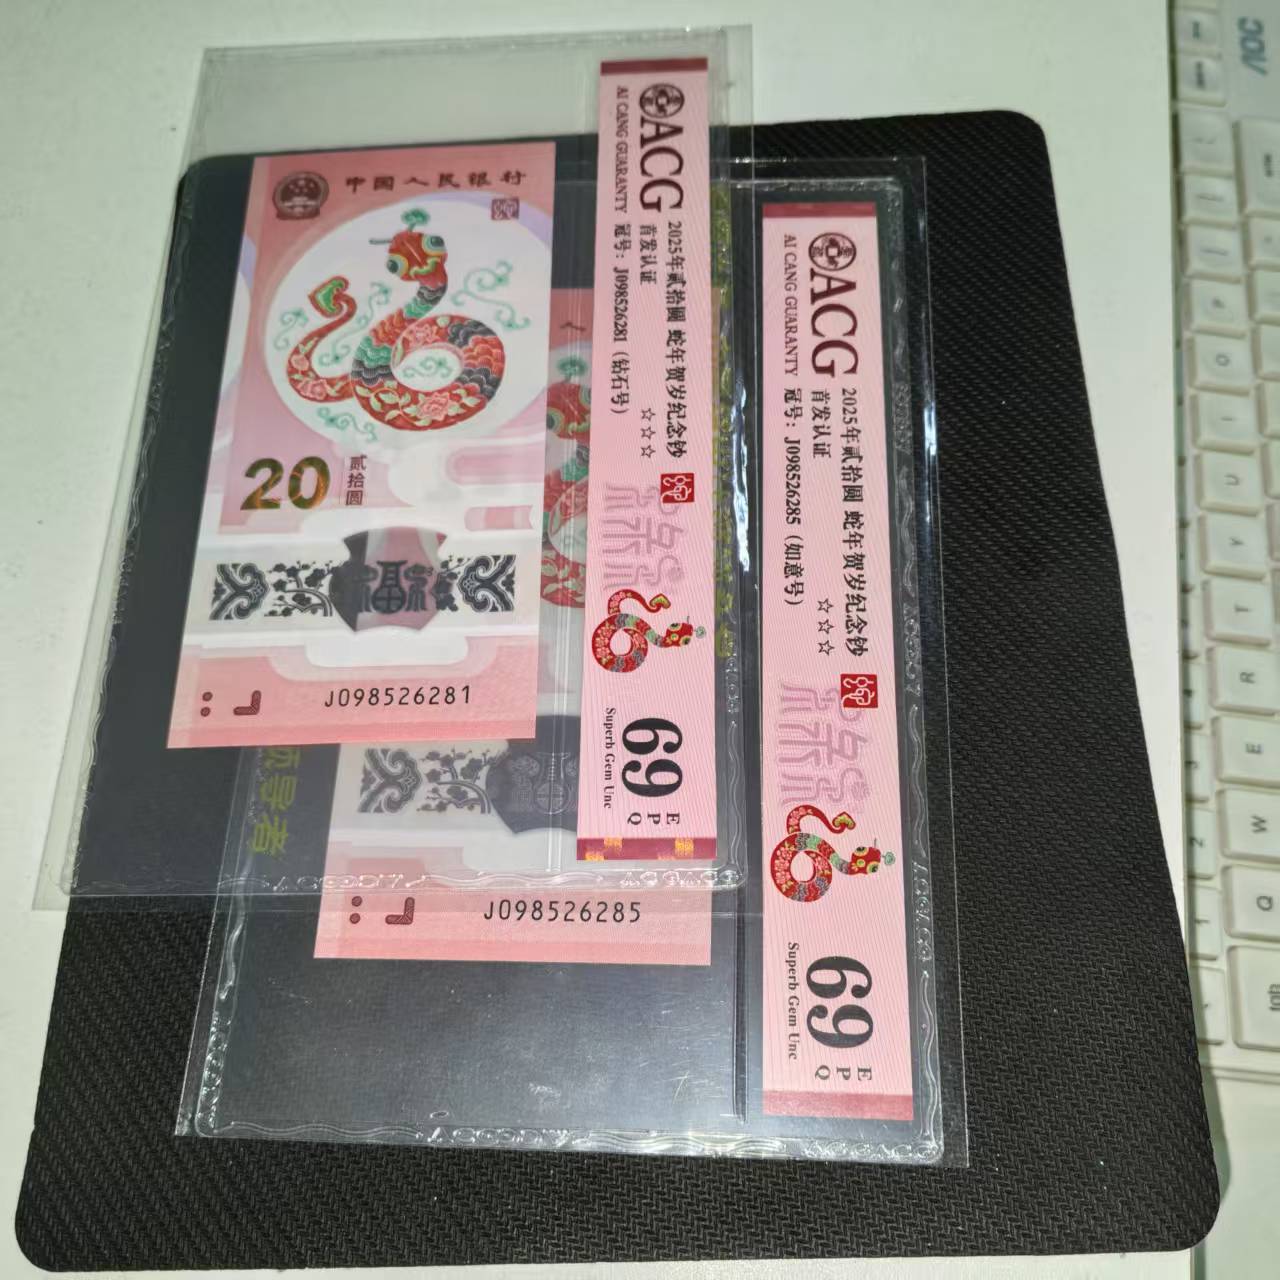 中国人民银行
20
贰拾圆
福
J098526281
ACG
AI CANG GUARANTY
2025年贰拾圆 蛇年贺岁纪念钞
首发认证
冠号：J098526281（钻石号）
☆☆☆
69
EPQ
Superb Gem Unc
J098526285
ACG
AI CANG GUARANTY
2025年贰拾圆 蛇年贺岁纪念钞
首发认证
冠号：J098526285（如意号）
☆☆☆
69
EPQ
Superb Gem Unc
导者
AOC
P
O
I
U
Y
T
R
E
W
Q